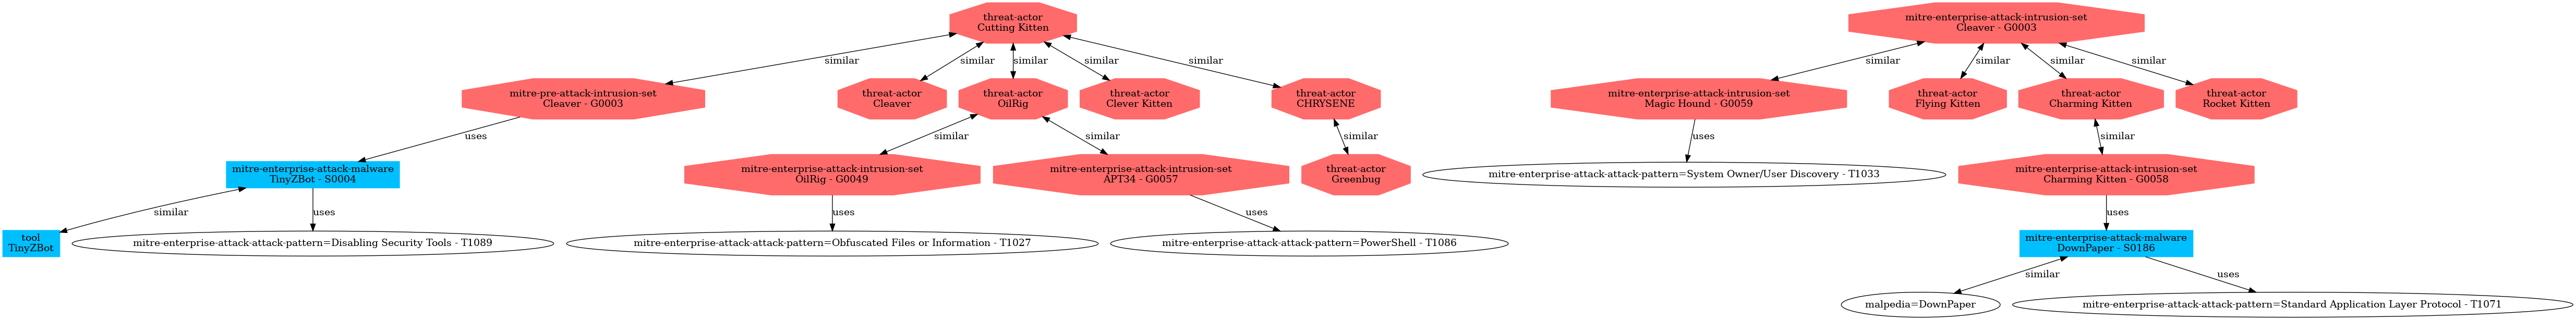 threat-actor
Cutting Kitten
mitre-enterprise-attack-intrusion-set
Cleaver - G0003
similar
similar
similar
similar
similar
similar
similar
similar
similar
mitre-pre-attack-intrusion-set
Cleaver - G0003
threat-actor
Cleaver
threat-actor
OilRig
threat-actor
Clever Kitten
threat-actor
CHRYSENE
mitre-enterprise-attack-intrusion-set
Magic Hound - G0059
threat-actor
Flying Kitten
threat-actor
Charming Kitten
threat-actor
Rocket Kitten
uses
similar
similar
similar
uses
similar
mitre-enterprise-attack-malware
TinyZBot - S0004
mitre-enterprise-attack-intrusion-set
OilRig - G0049
mitre-enterprise-attack-intrusion-set
APT34 - G0057
threat-actor
Greenbug
mitre-enterprise-attack-attack-pattern=System Owner/User Discovery - T1033
mitre-enterprise-attack-intrusion-set
Charming Kitten - G0058
similar
uses
uses
uses
uses
tool
TinyZBot
mitre-enterprise-attack-attack-pattern=Disabling Security Tools - T1089
mitre-enterprise-attack-attack-pattern=Obfuscated Files or Information - T1027
mitre-enterprise-attack-attack-pattern=PowerShell - T1086
mitre-enterprise-attack-malware
DownPaper - S0186
similar
uses
malpedia=DownPaper
mitre-enterprise-attack-attack-pattern=Standard Application Layer Protocol - T1071